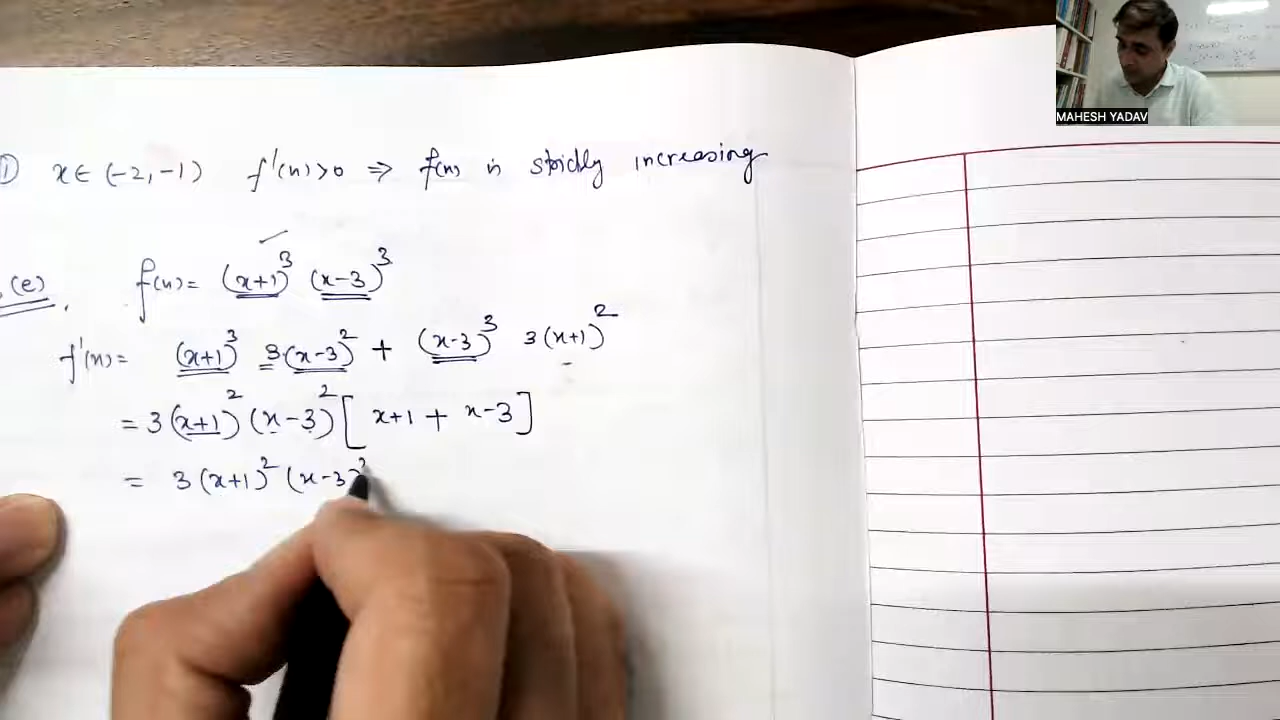 MAHESH YADAV
① x ∈ (-2, -1) f'(x) > 0 ⇒ f(x) is strictly increasing
(e). f(x) = (x+1)³ (x-3)³
f'(x) = (x+1)³ 3(x-3)² + (x-3)³ 3(x+1)²
= 3(x+1)² (x-3)² [ x+1 + x-3 ]
= 3(x+1)² (x-3)²